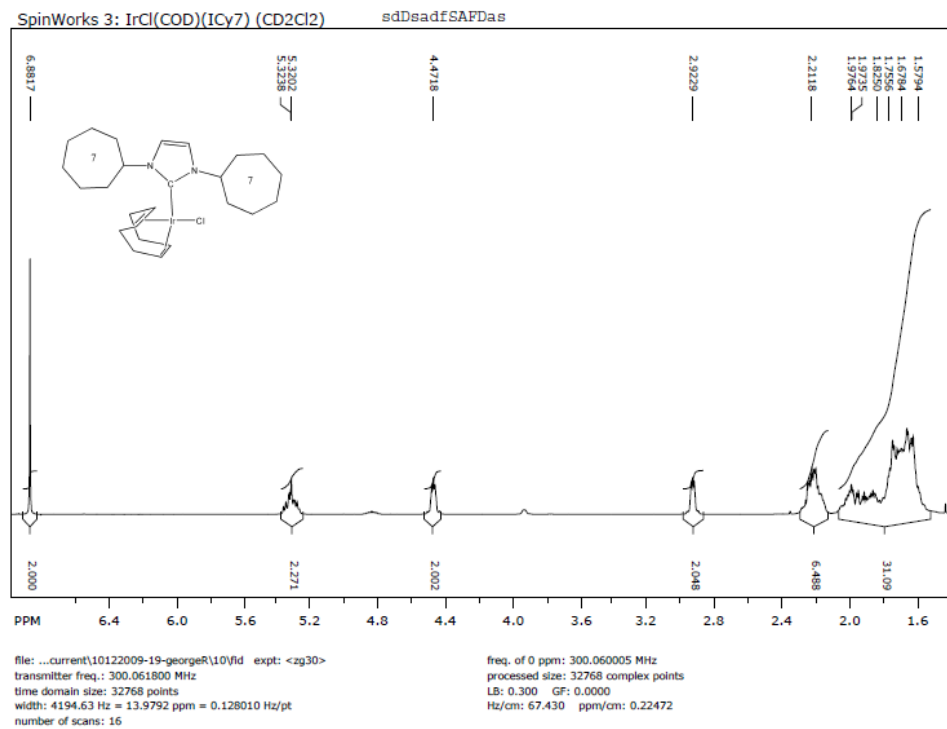 SpinWorks 3: IrCl(COD)(ICy7) (CD2Cl2) sdDsadfSAFDas
6.8817 5.3238 5.3202 4.4718 2.9229 2.2118 1.9764 1.9735 1.8250 1.7556 1.6784 1.5794
7
N
N
7
C
Ir
Cl
2.000 2.271 2.002 2.048 6.488 31.09
PPM 6.4 6.0 5.6 5.2 4.8 4.4 4.0 3.6 3.2 2.8 2.4 2.0 1.6
file: ...current\10122009-19-georgeR\10\fid expt: <zg30>
transmitter freq.: 300.061800 MHz
time domain size: 32768 points
width: 4194.63 Hz = 13.9792 ppm = 0.128010 Hz/pt
number of scans: 16
freq. of 0 ppm: 300.060005 MHz
processed size: 32768 complex points
LB: 0.300 GF: 0.0000
Hz/cm: 67.430 ppm/cm: 0.22472